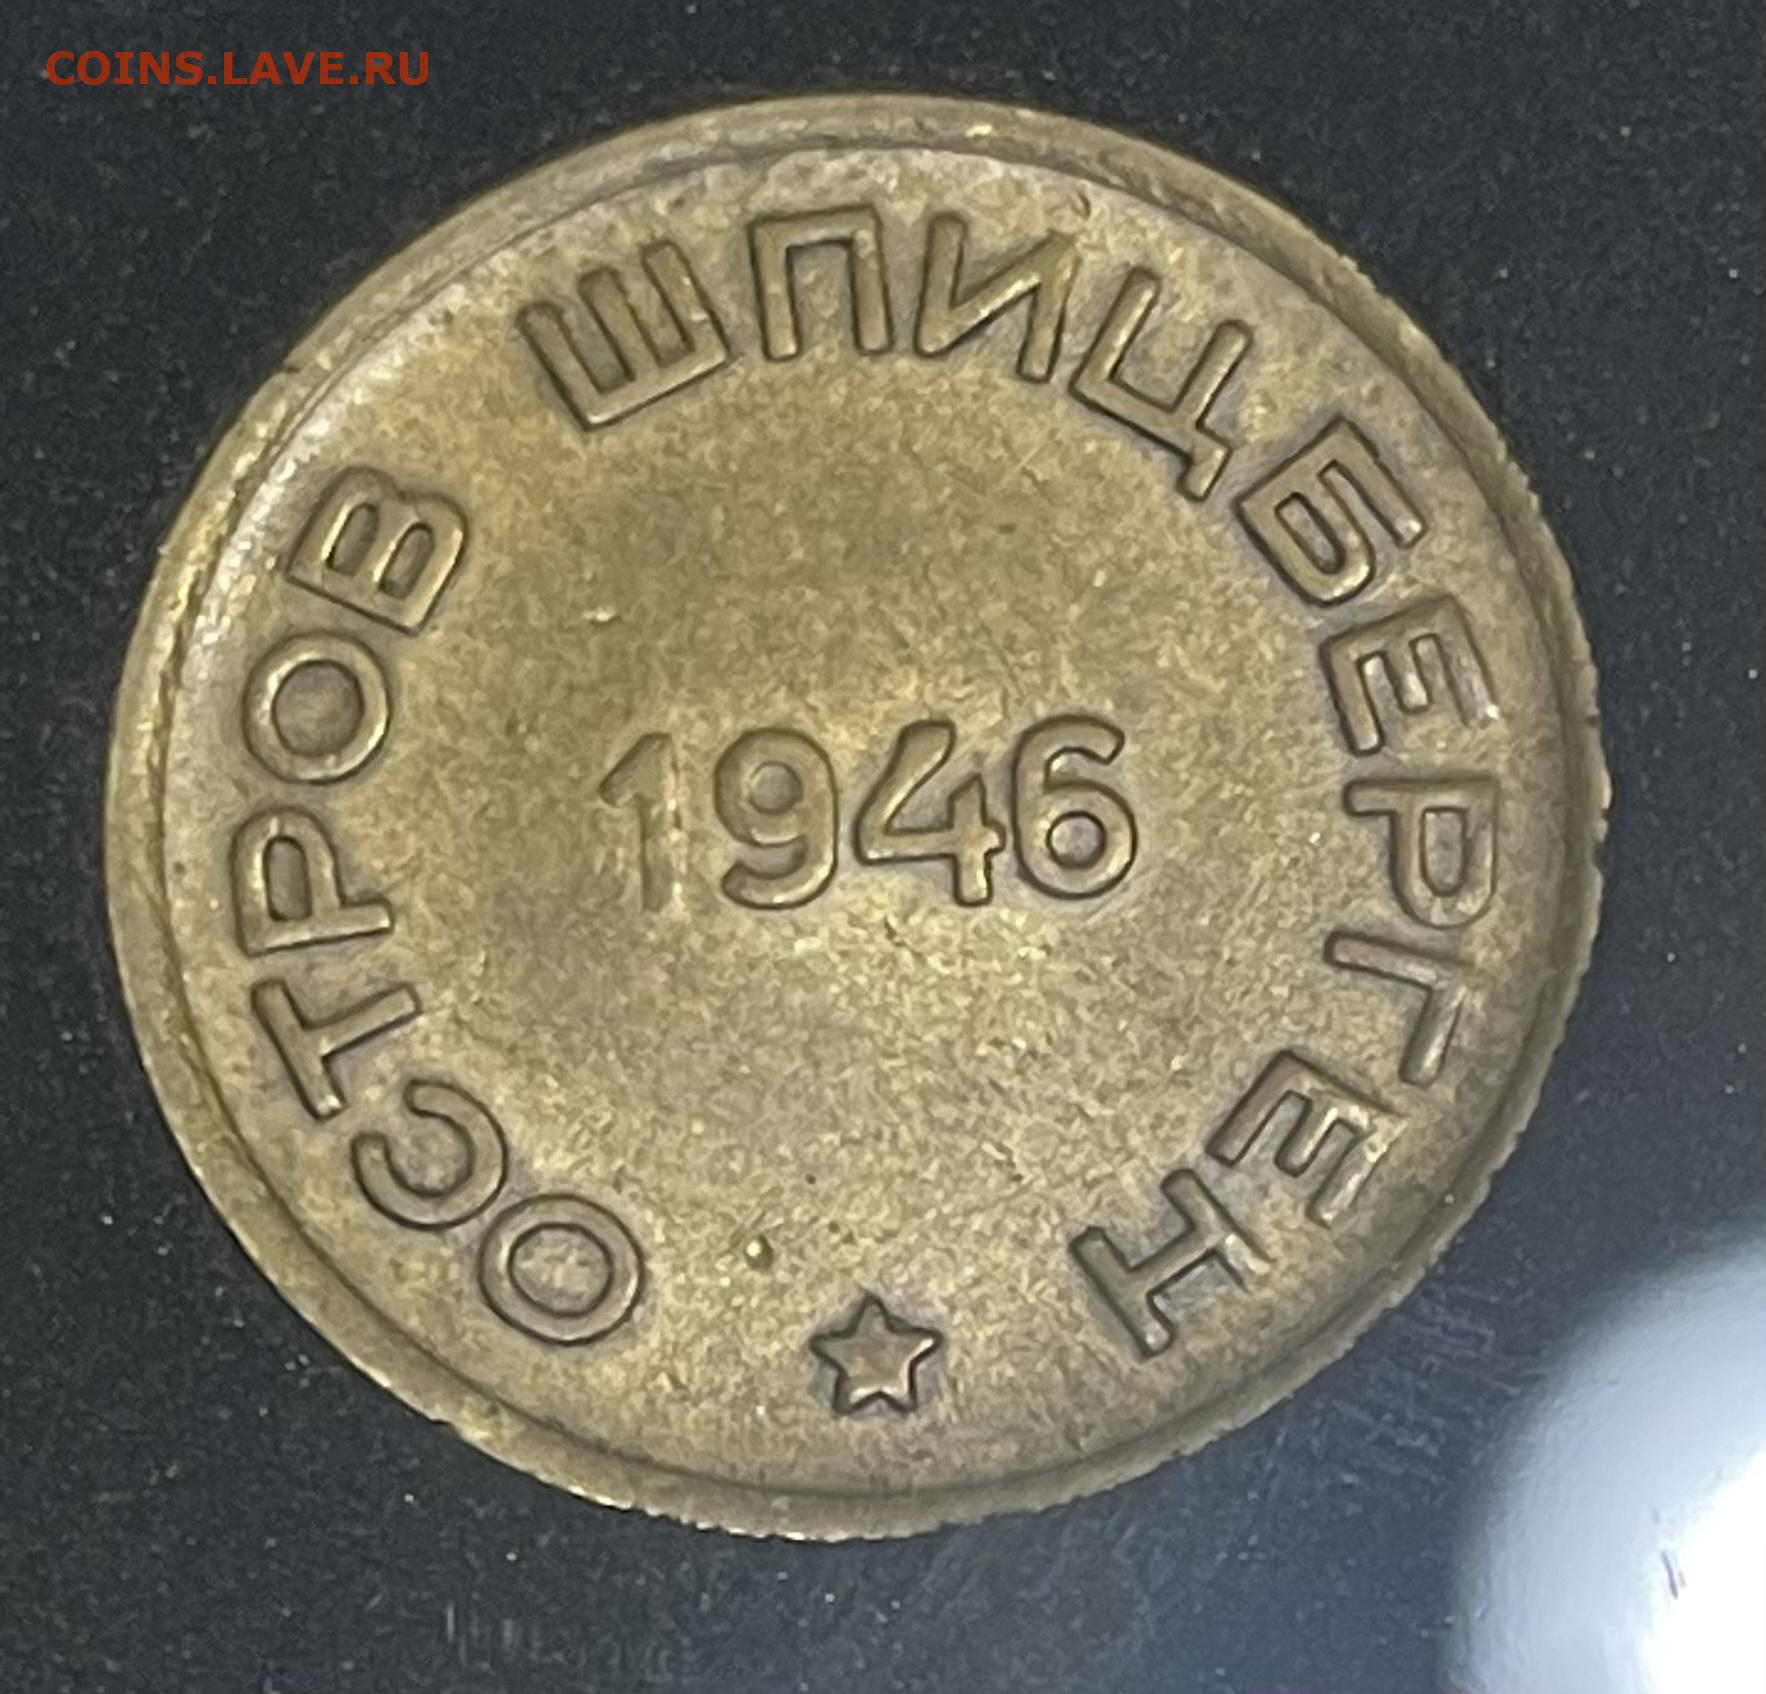 COINS.LAVE.RU
ОСТРОВ ШПИЦБЕРГЕН
1946